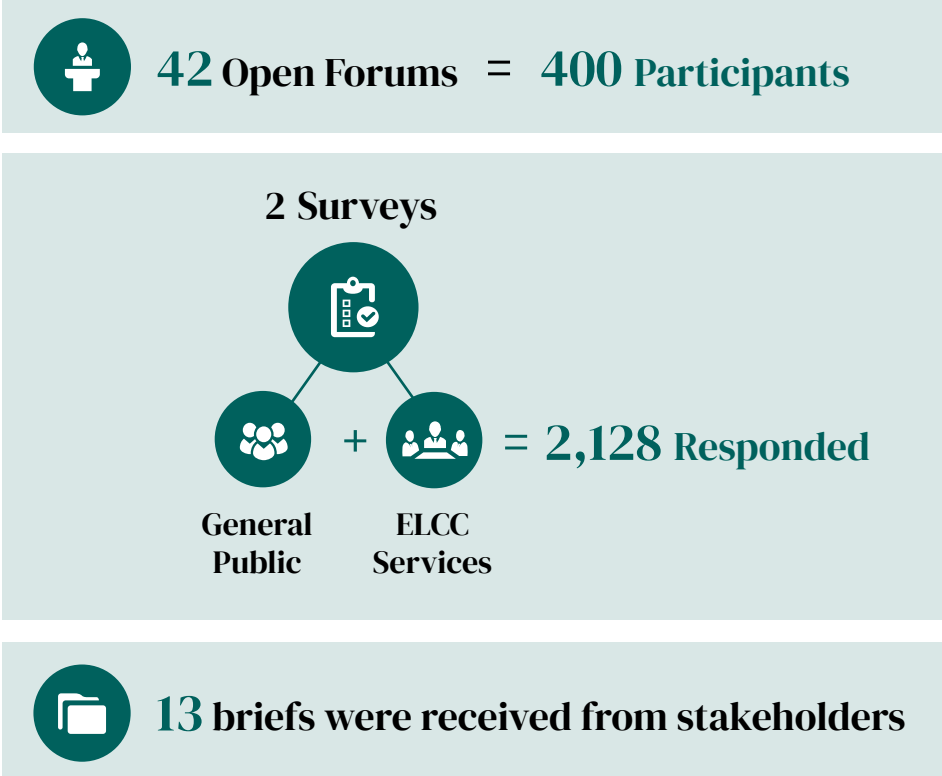 42 Open Forums = 400 Participants
2 Surveys
+ = 2,128 Responded
General Public
ELCC Services
13 briefs were received from stakeholders